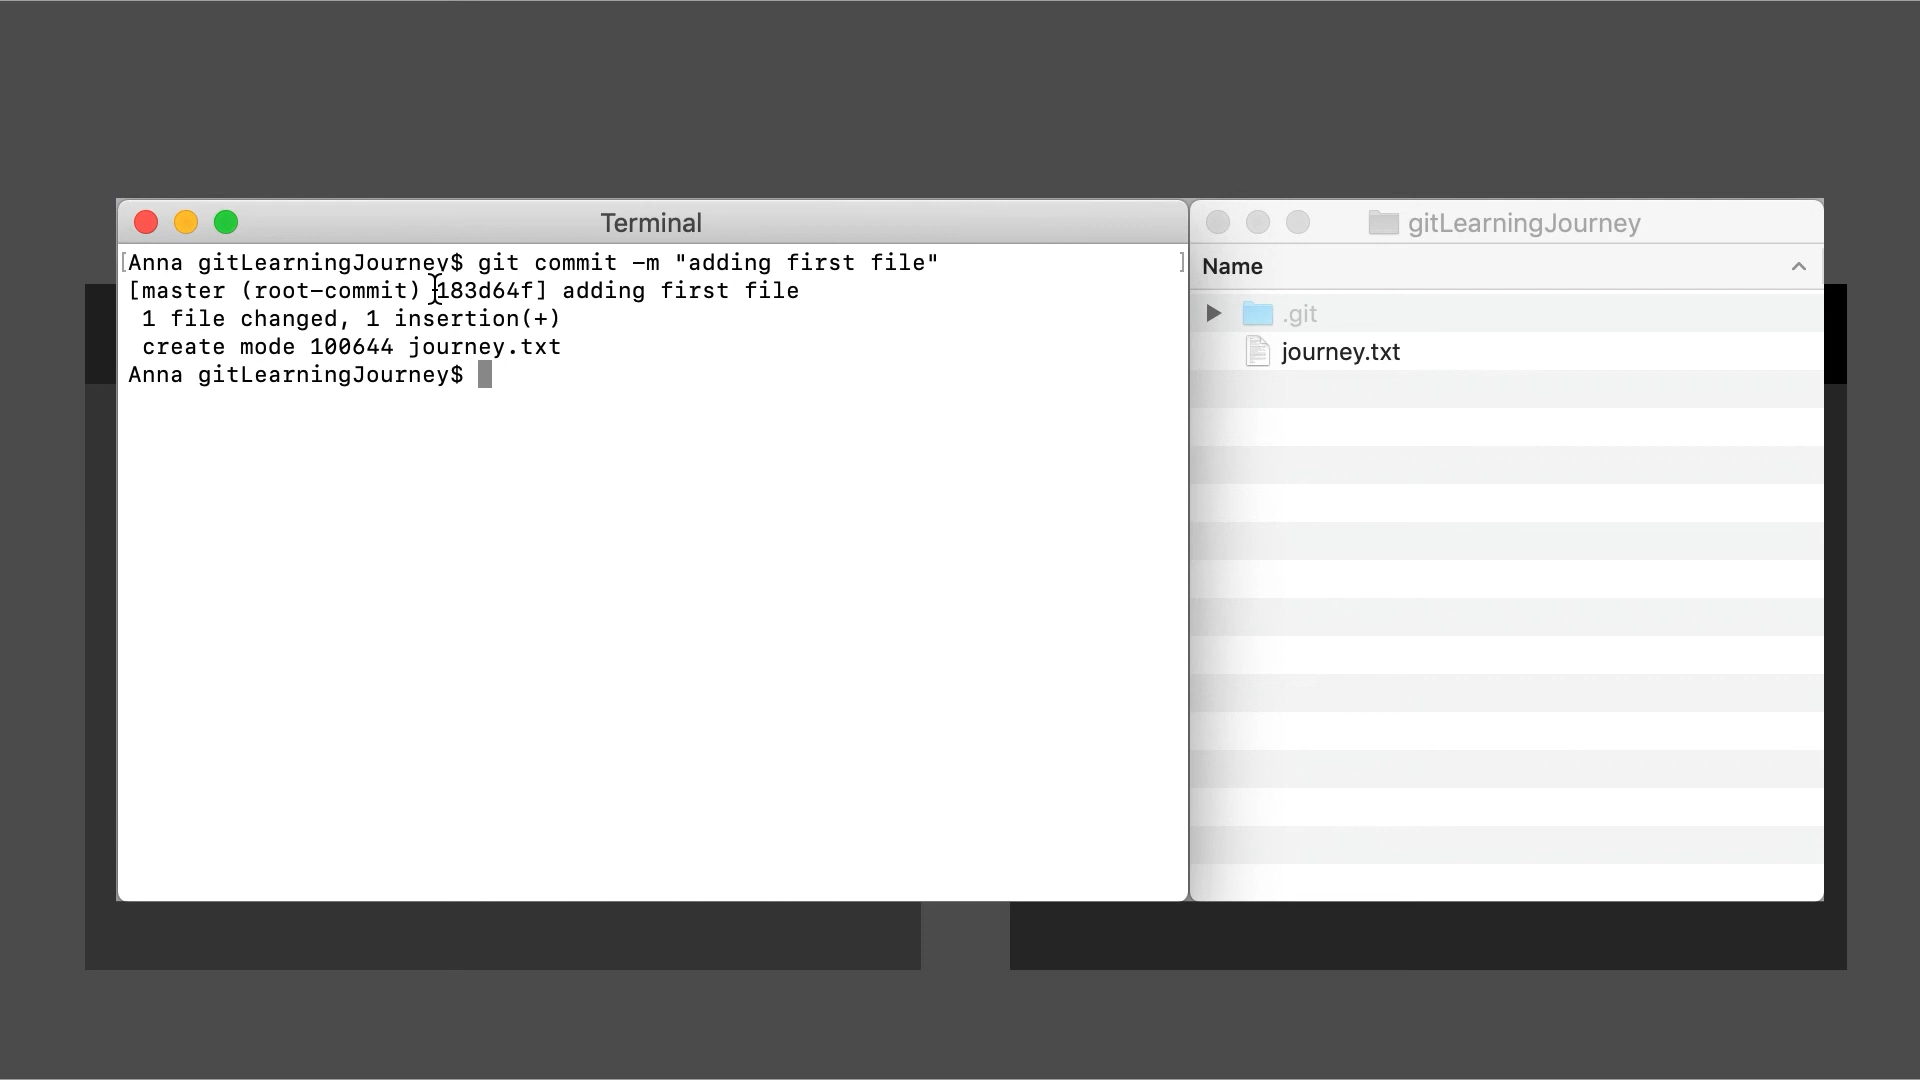 Terminal
[Anna gitLearningJourney$ git commit -m "adding first file" ]
[master (root-commit) 183d64f] adding first file
 1 file changed, 1 insertion(+)
 create mode 100644 journey.txt
Anna gitLearningJourney$
gitLearningJourney
Name
.git
journey.txt